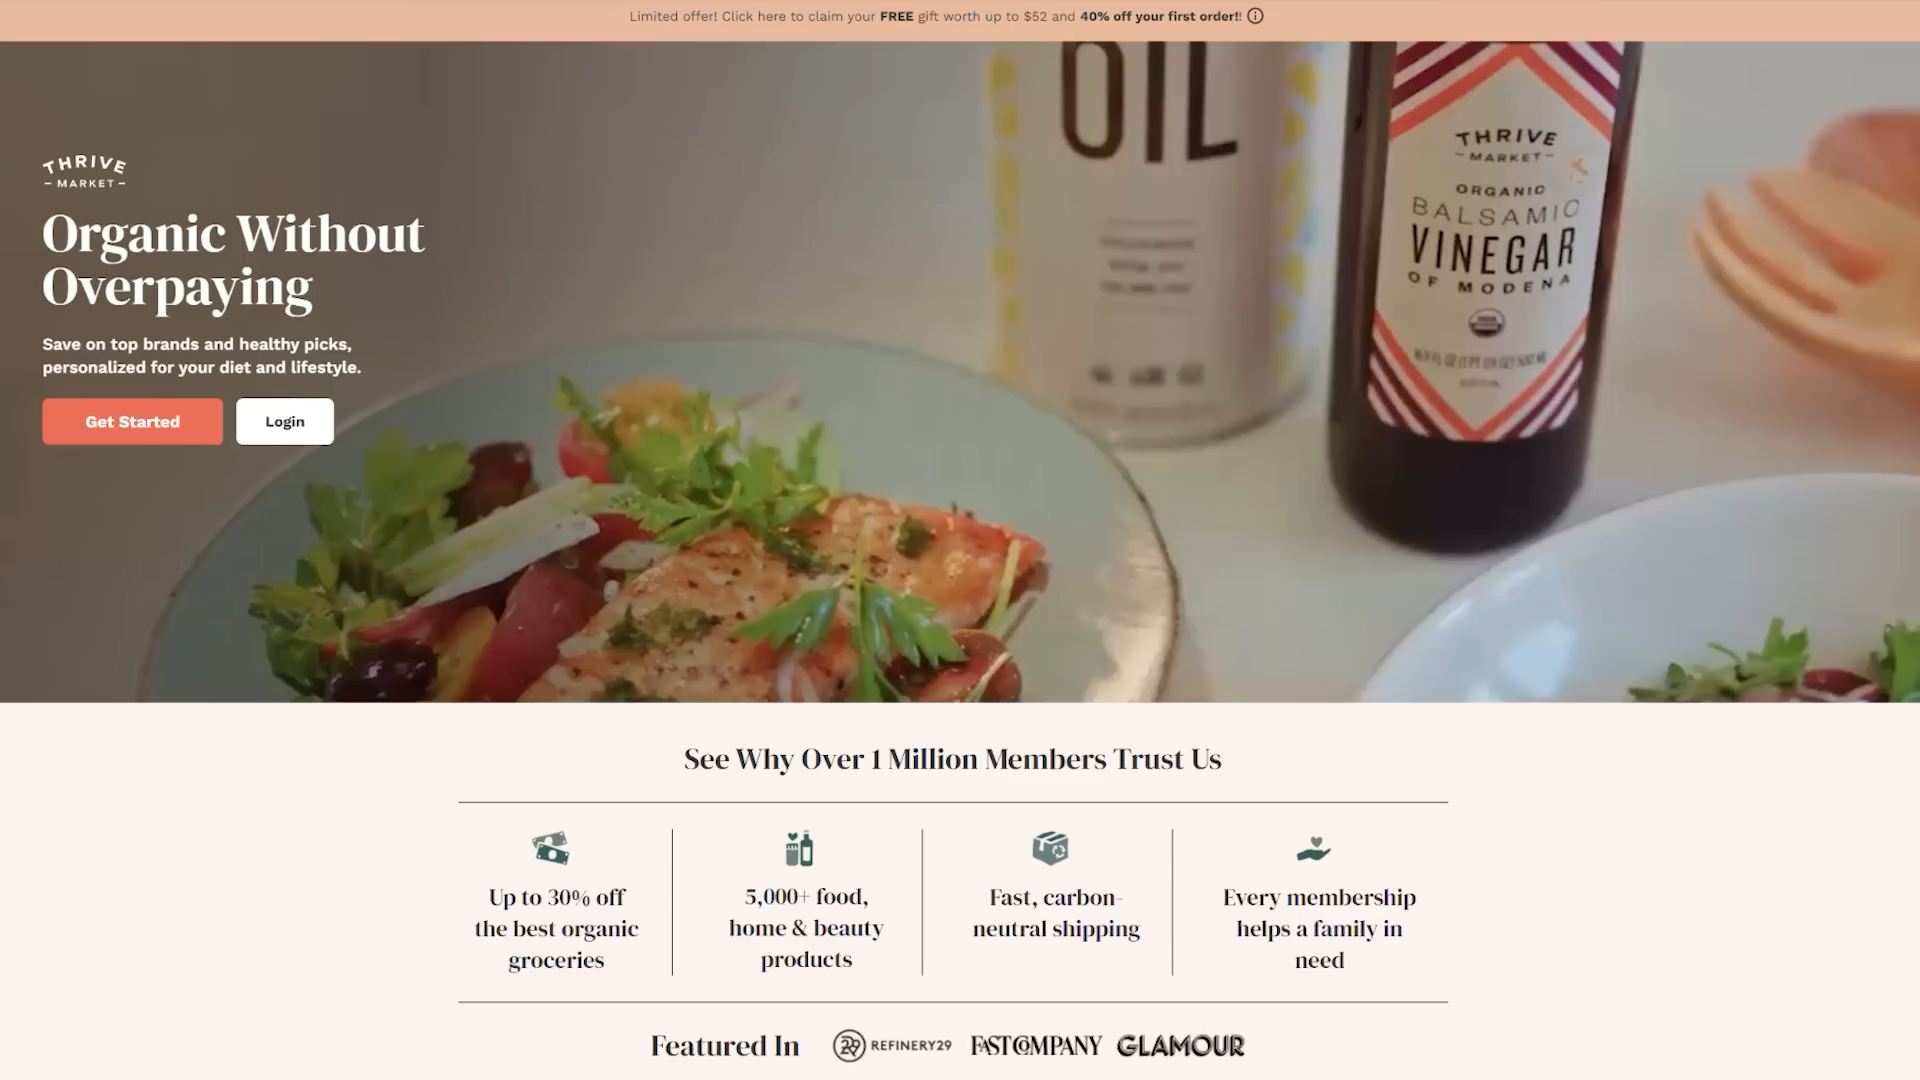 Limited offer! Click here to claim your FREE gift worth up to $52 and 40% off your first order!!
OIL
THRIVE
MARKET
ORGANIC
BALSAMIC
VINEGAR
OF MODENA
THRIVE
MARKET
Organic Without
Overpaying
Save on top brands and healthy picks,
personalized for your diet and lifestyle.
Get Started
Login
See Why Over 1 Million Members Trust Us
Up to 30% off
the best organic
groceries
5,000+ food,
home & beauty
products
Fast, carbon-
neutral shipping
Every membership
helps a family in
need
Featured In
REFINERY29
FAST COMPANY
GLAMOUR